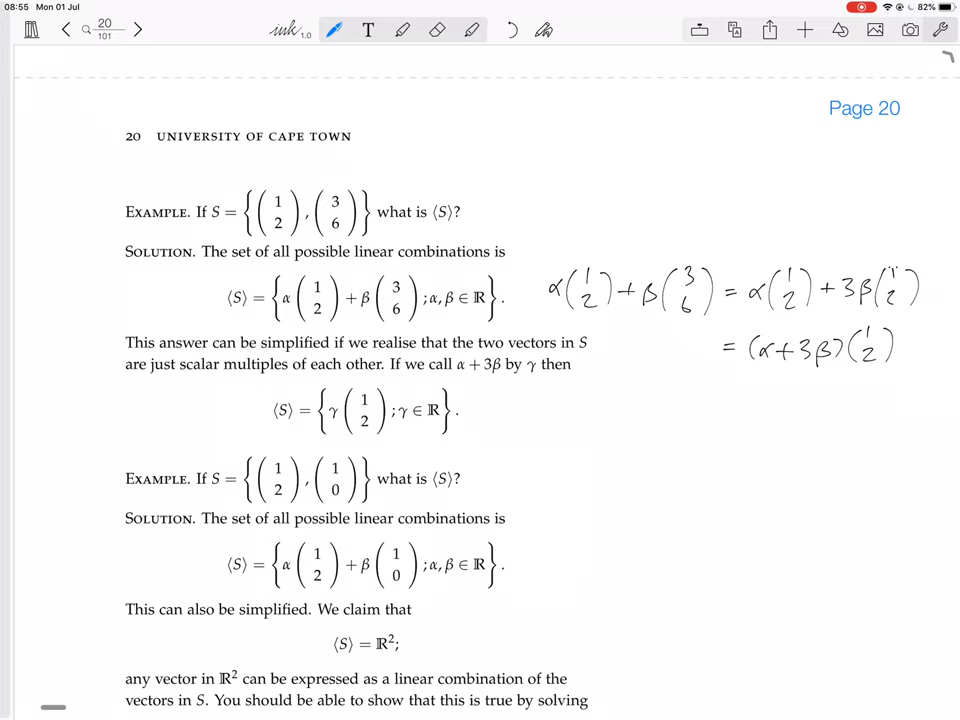 08:55 Mon 01 Jul 82%
20
101
ink 1.0 T
Page 20
20 UNIVERSITY OF CAPE TOWN
EXAMPLE. If S = { ( 1 2 ) , ( 3 6 ) } what is ⟨S⟩?
SOLUTION. The set of all possible linear combinations is
⟨S⟩ = { α ( 1 2 ) + β ( 3 6 ) ; α, β ∈ ℝ } .
α ( 1 2 ) + β ( 3 6 ) = α ( 1 2 ) + 3β ( 1 2 )
= (α + 3β) ( 1 2 )
This answer can be simplified if we realise that the two vectors in S
are just scalar multiples of each other. If we call α + 3β by γ then
⟨S⟩ = { γ ( 1 2 ) ; γ ∈ ℝ } .
EXAMPLE. If S = { ( 1 2 ) , ( 1 0 ) } what is ⟨S⟩?
SOLUTION. The set of all possible linear combinations is
⟨S⟩ = { α ( 1 2 ) + β ( 1 0 ) ; α, β ∈ ℝ } .
This can also be simplified. We claim that
⟨S⟩ = ℝ²;
any vector in ℝ² can be expressed as a linear combination of the
vectors in S. You should be able to show that this is true by solving